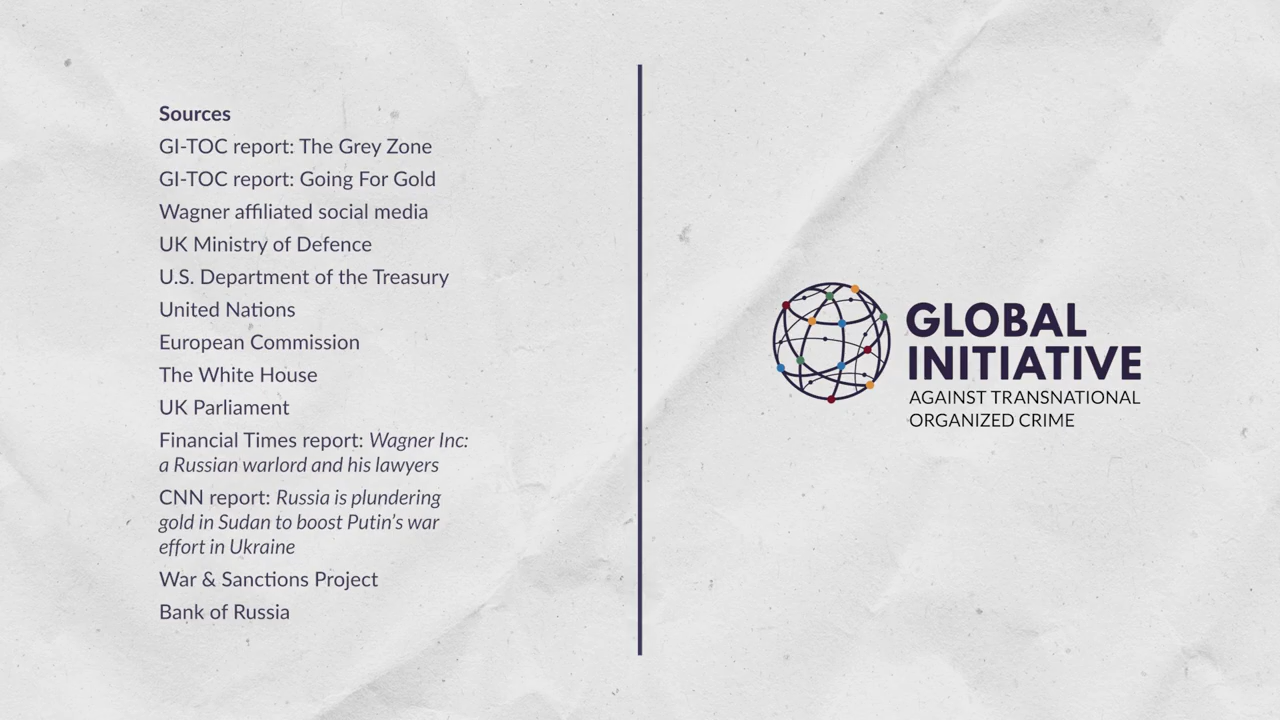 Sources
GI-TOC report: The Grey Zone
GI-TOC report: Going For Gold
Wagner affiliated social media
UK Ministry of Defence
U.S. Department of the Treasury
United Nations
European Commission
The White House
UK Parliament
Financial Times report: Wagner Inc:
a Russian warlord and his lawyers
CNN report: Russia is plundering
gold in Sudan to boost Putin’s war
effort in Ukraine
War & Sanctions Project
Bank of Russia
GLOBAL
INITIATIVE
AGAINST TRANSNATIONAL
ORGANIZED CRIME